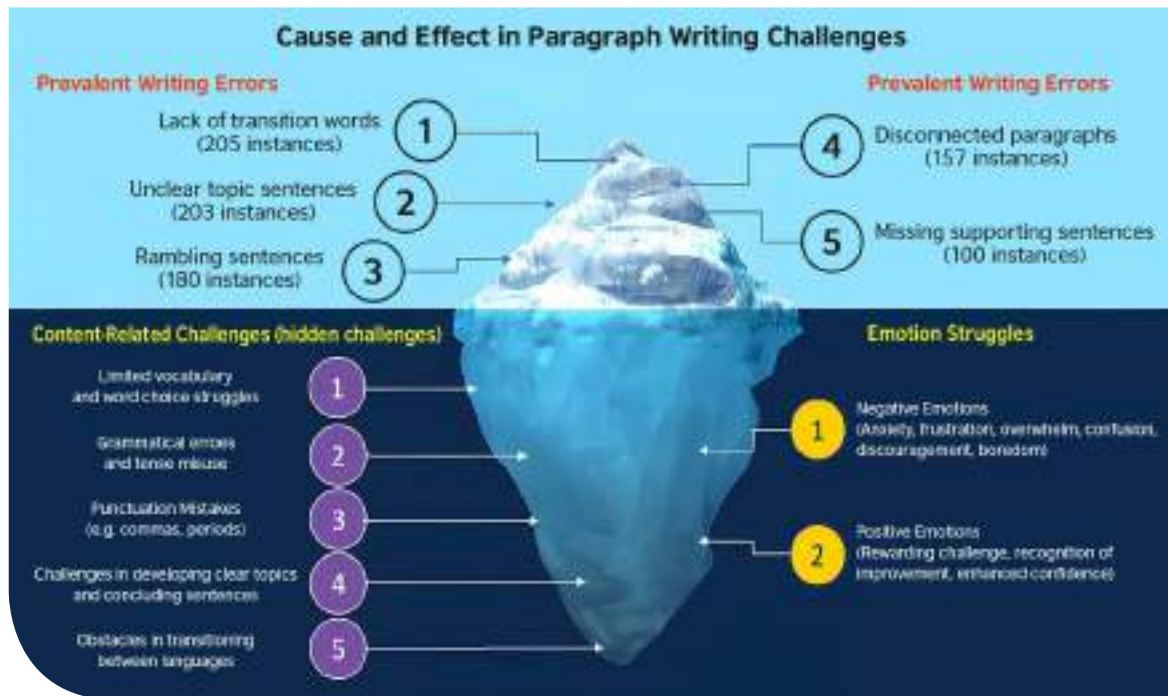 Cause and Effect in Paragraph Writing Challenges
Prevalent Writing Errors
Lack of transition words
(205 instances)
1
Unclear topic sentences
(203 instances)
2
Rambling sentences
(180 instances)
3
Prevalent Writing Errors
4
Disconnected paragraphs
(157 instances)
5
Missing supporting sentences
(100 instances)
Content-Related Challenges (hidden challenges)
Limited vocabulary
and word choice struggles
1
Grammatical errors
and tense misuse
2
Punctuation Mistakes
(e.g. commas, periods)
3
Challenges in developing clear topics
and concluding sentences
4
Obstacles in transitioning
between languages
5
Emotion Struggles
1
Negative Emotions
(Anxiety, frustration, overwhelm, confusion,
discouragement, boredom)
2
Positive Emotions
(Rewarding challenge, recognition of
improvement, enhanced confidence)